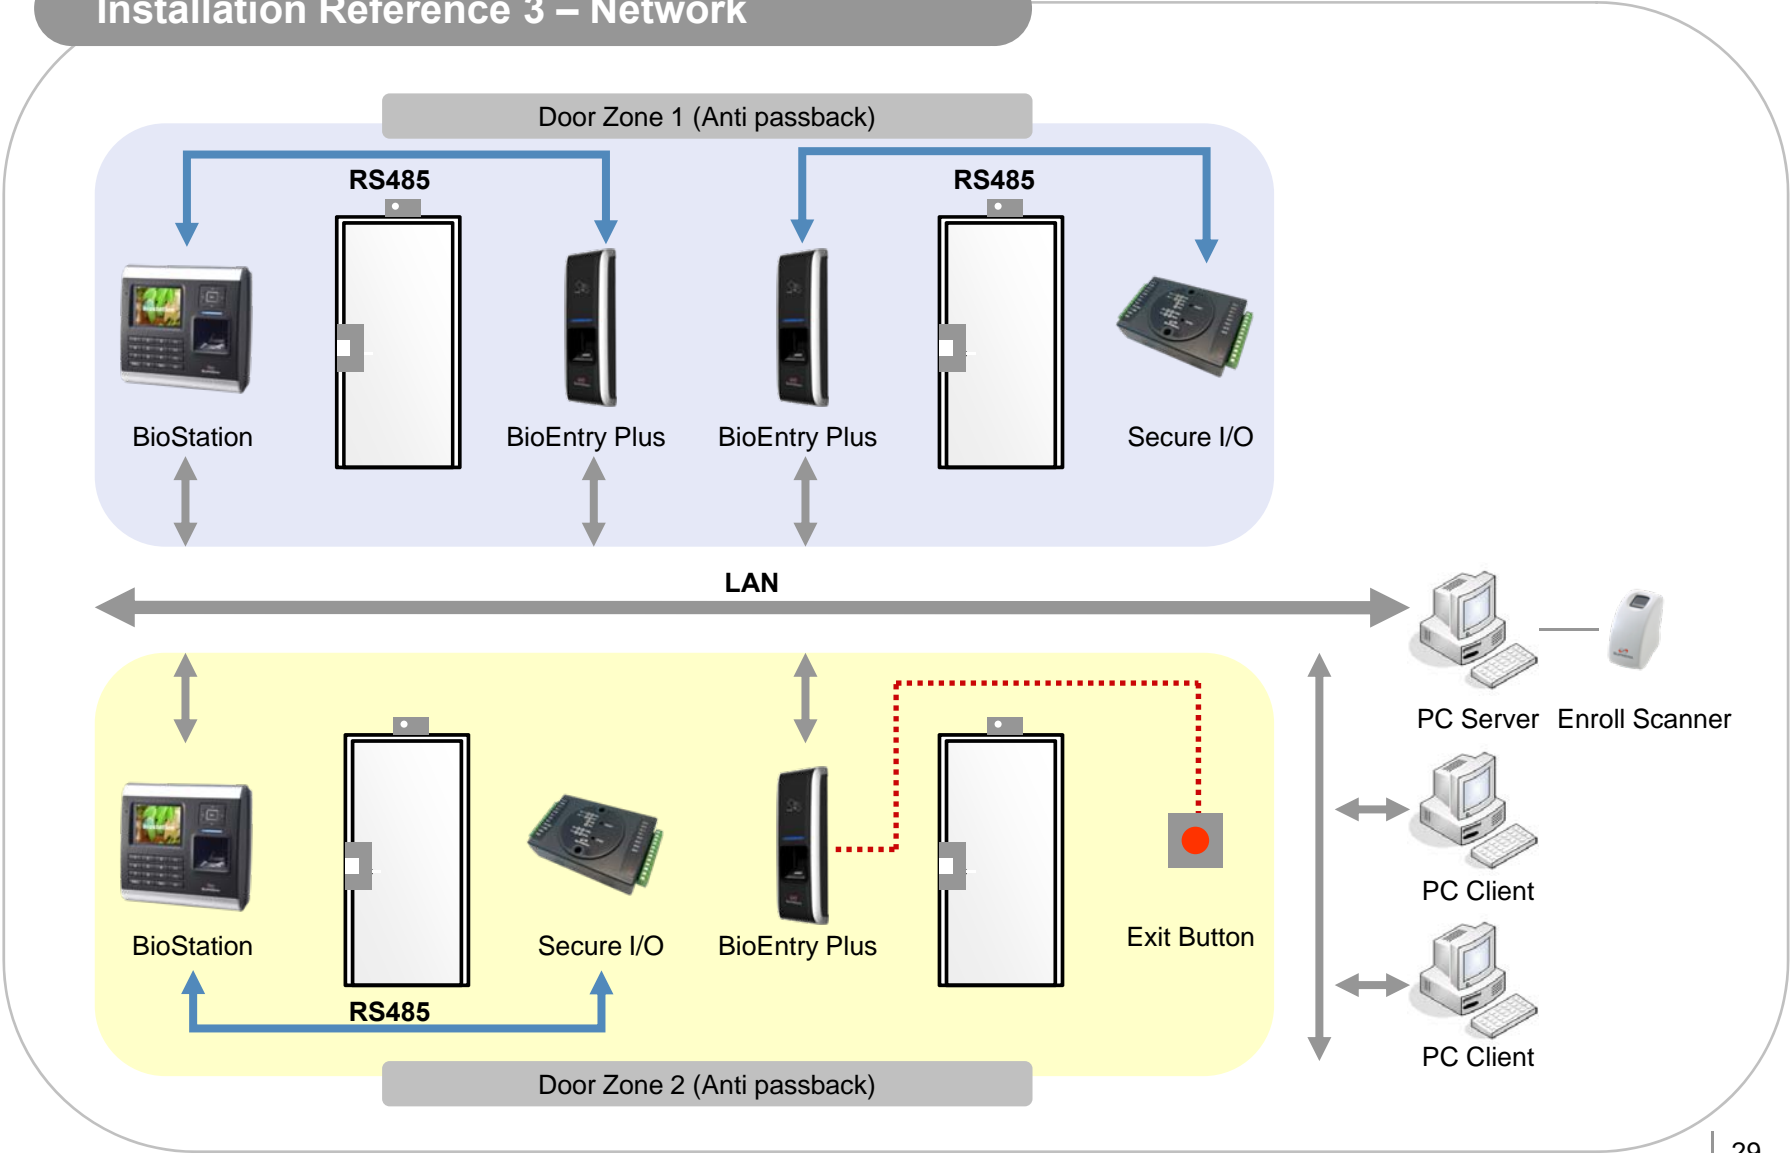 Installation Reference 3 – Network
Door Zone 1 (Anti passback)
RS485
RS485
BioStation
BioEntry Plus
BioEntry Plus
Secure I/O
LAN
PC Server
Enroll Scanner
PC Client
BioStation
Secure I/O
BioEntry Plus
Exit Button
RS485
PC Client
Door Zone 2 (Anti passback)
29